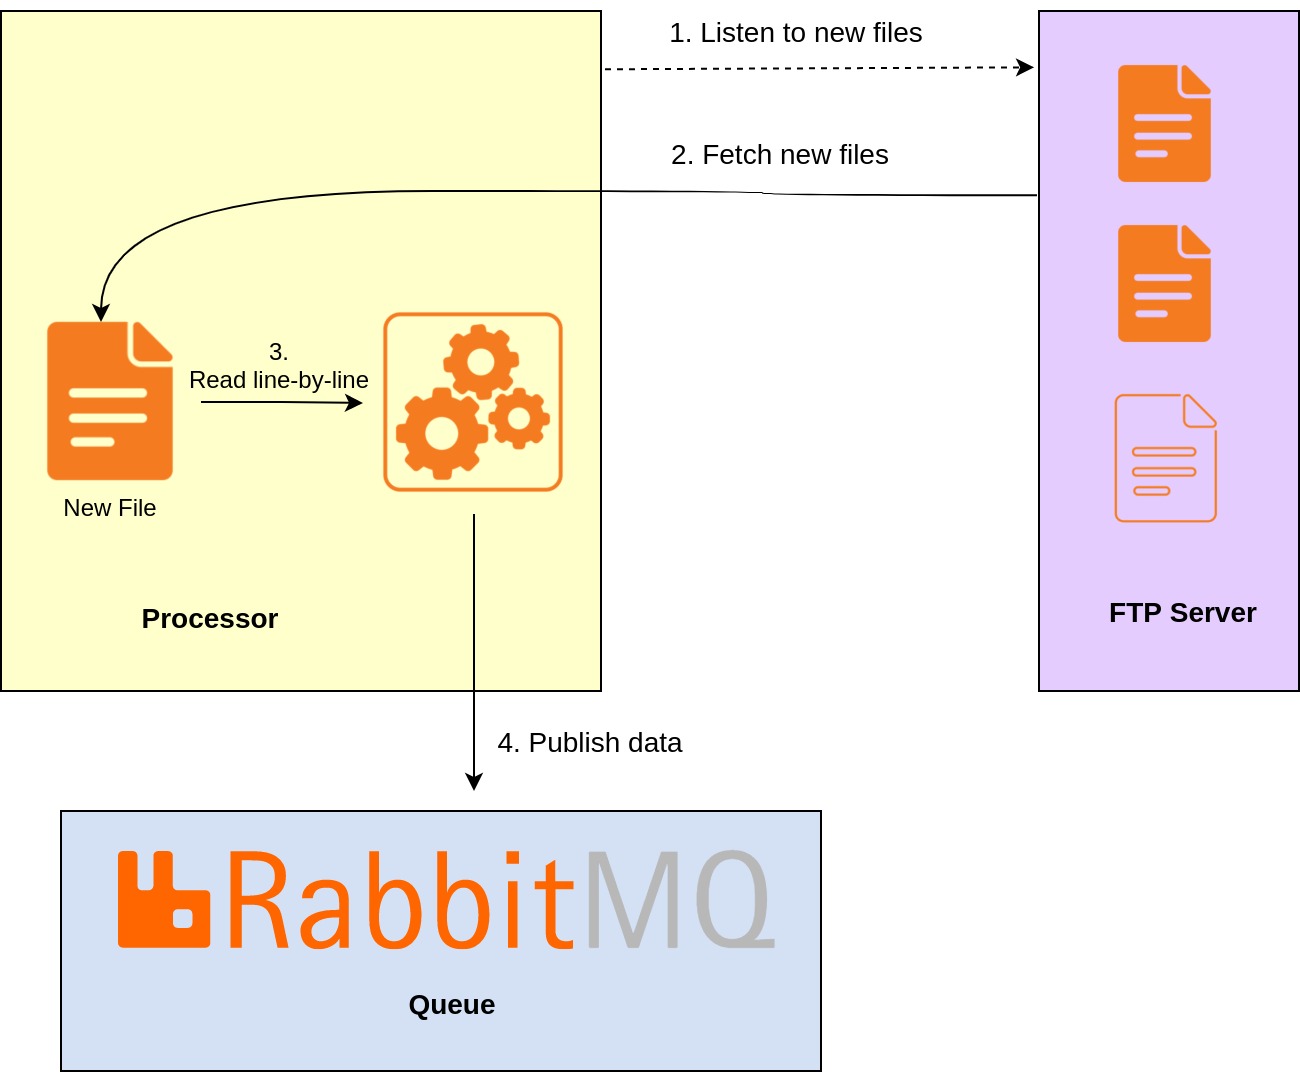 1. Listen to new files
2. Fetch new files
3.
Read line-by-line
New File
Processor
FTP Server
4. Publish data
RabbitMQ
Queue